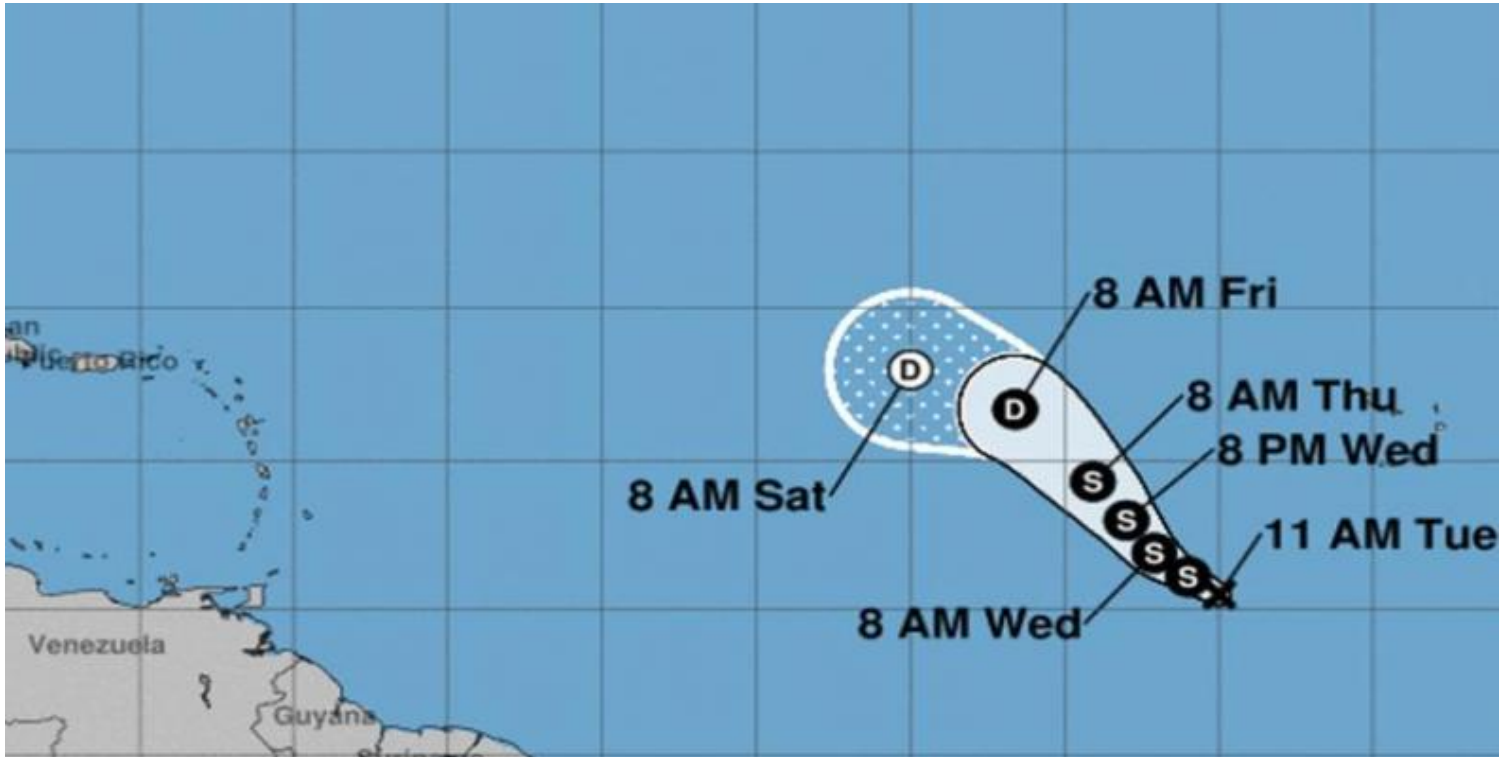 8 AM Fri
an
Puerto Rico
8 AM Thu
8 PM Wed
8 AM Sat
11 AM Tue
8 AM Wed
Venezuela
Guyana
D
D
S
S
S
S